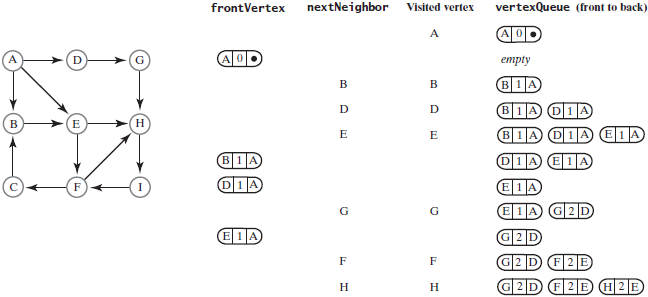 frontVertex nextNeighbor Visited vertex vertexQueue (front to back)
A A 0 •
A D G A 0 • empty
B B B 1 A
D D B 1 A D 1 A
B E H E E B 1 A D 1 A E 1 A
B 1 A D 1 A E 1 A
C F I D 1 A E 1 A
G G E 1 A G 2 D
E 1 A G 2 D
F F G 2 D F 2 E
H H G 2 D F 2 E H 2 E